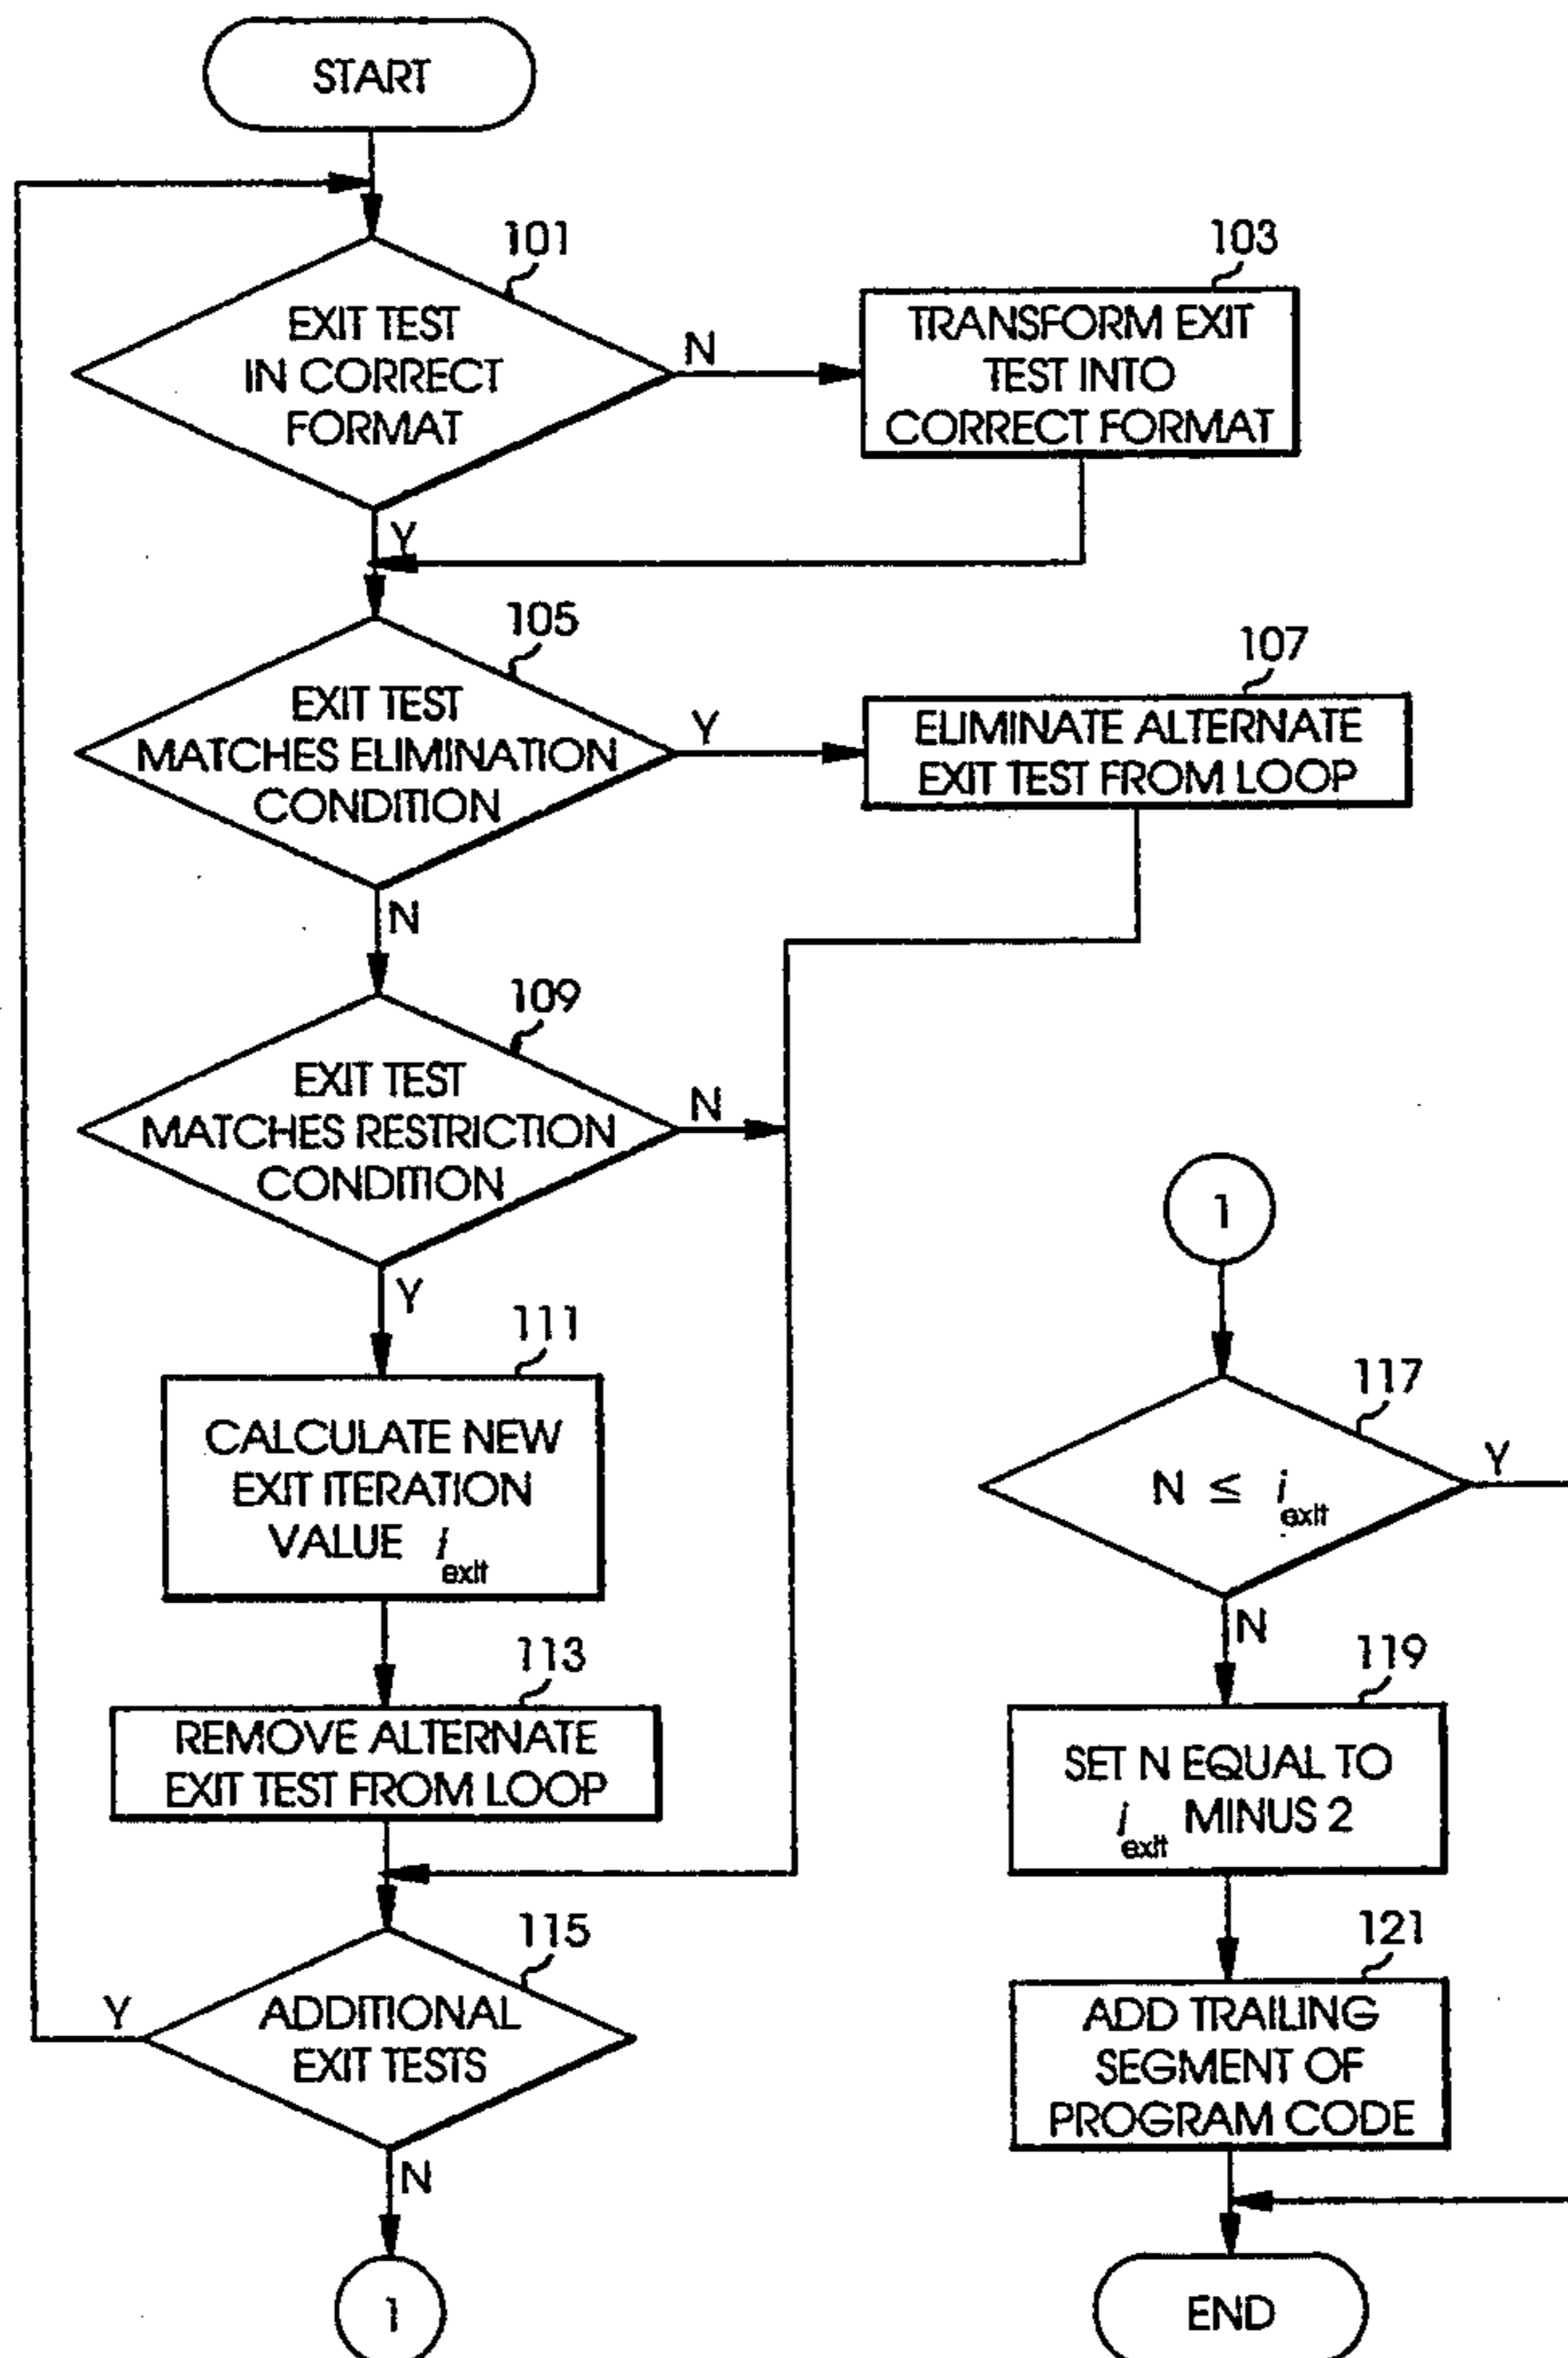 START
101
EXIT TEST
IN CORRECT
FORMAT
N
Y
103
TRANSFORM EXIT
TEST INTO
CORRECT FORMAT
105
EXIT TEST
MATCHES ELIMINATION
CONDITION
Y
N
107
ELIMINATE ALTERNATE
EXIT TEST FROM LOOP
109
EXIT TEST
MATCHES RESTRICTION
CONDITION
N
Y
111
CALCULATE NEW
EXIT ITERATION
VALUE i exit
113
REMOVE ALTERNATE
EXIT TEST FROM LOOP
115
ADDITIONAL
EXIT TESTS
Y
N
1
1
117
N ≤ i exit
Y
N
119
SET N EQUAL TO
i exit MINUS 2
121
ADD TRAILING
SEGMENT OF
PROGRAM CODE
END